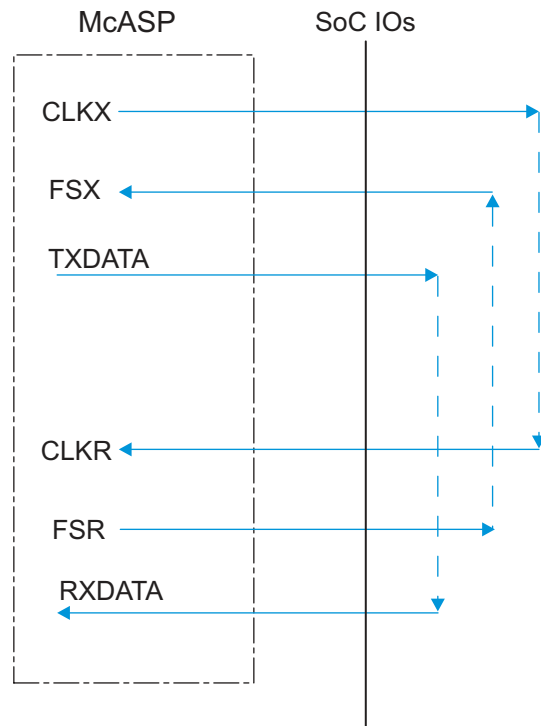 McASP
SoC IOs
CLKX
FSX
TXDATA
CLKR
FSR
RXDATA